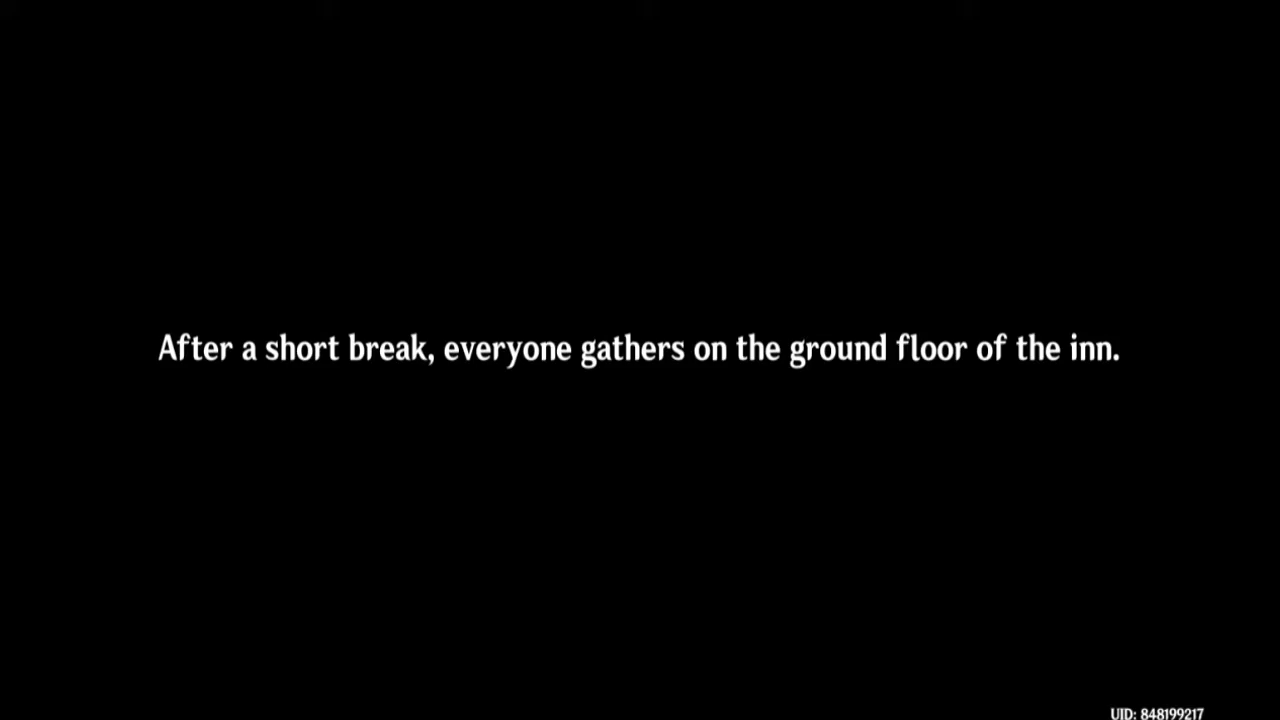 After a short break, everyone gathers on the ground floor of the inn.
UID: 848199217